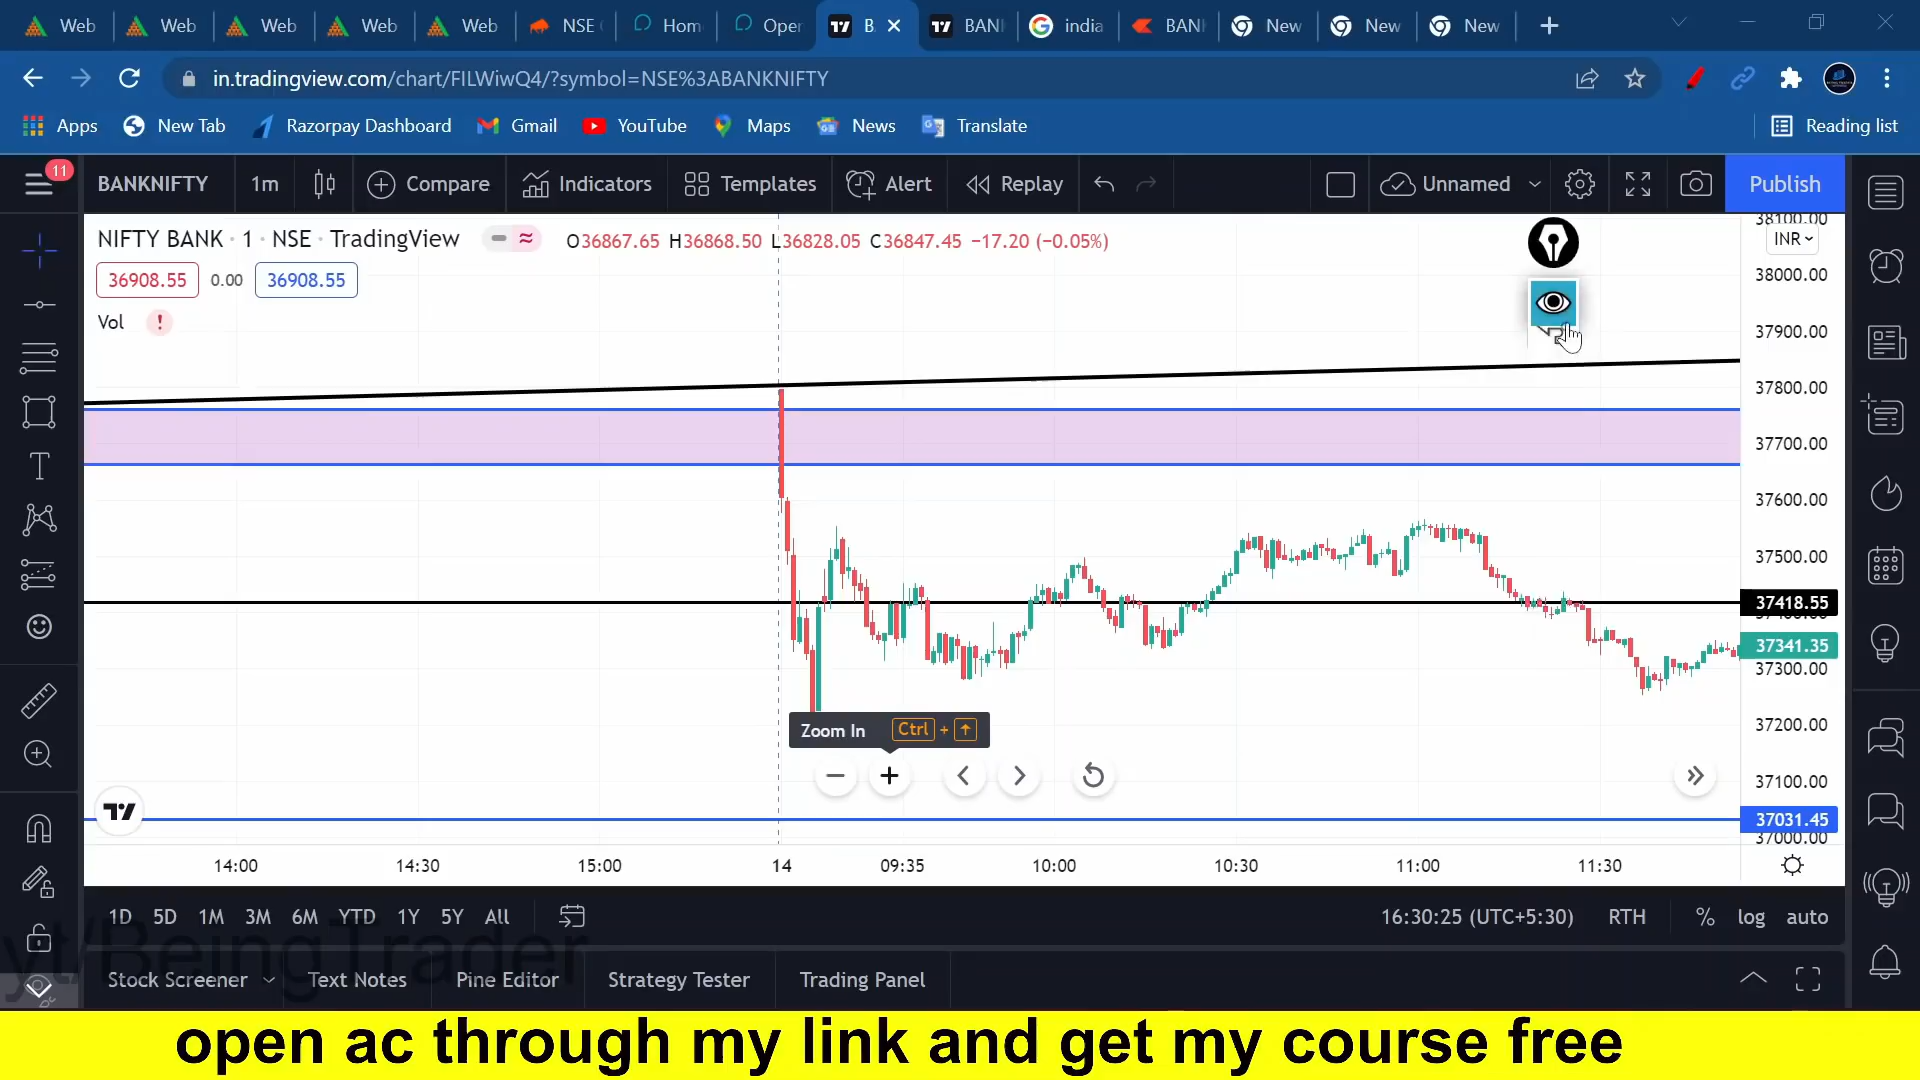 Web Web Web Web Web NSE Hom Open B BAN india BAN New New New
in.tradingview.com/chart/FILWiwQ4/?symbol=NSE%3ABANKNIFTY
Apps New Tab Razorpay Dashboard Gmail YouTube Maps News Translate Reading list
11
BANKNIFTY 1m Compare Indicators Templates Alert Replay Unnamed Publish
NIFTY BANK · 1 · NSE · TradingView O36867.65 H36868.50 L36828.05 C36847.45 −17.20 (−0.05%)
36908.55 0.00 36908.55
Vol !
38100.00
INR
38000.00
37900.00
37800.00
37700.00
37600.00
37500.00
37418.55
37341.35
37300.00
37200.00
37100.00
37031.45
37000.00
Zoom In Ctrl + ↑
14:00 14:30 15:00 14 09:35 10:00 10:30 11:00 11:30
1D 5D 1M 3M 6M YTD 1Y 5Y All 16:30:25 (UTC+5:30) RTH % log auto
yt/BeingTrader
Stock Screener Text Notes Pine Editor Strategy Tester Trading Panel
open ac through my link and get my course free